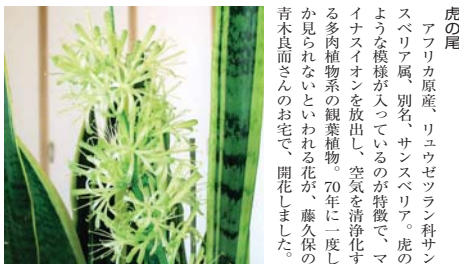 虎の尾
アフリカ原産、リュウゼツラン科サン
スベリア属、別名、サンスベリア。虎の
ような模様が入っているのが特徴で、マ
イナスイオンを放出し、空気を清浄化す
る多肉植物系の観葉植物。70年に一度し
か見られないといわれる花が、藤久保の
青木良而さんのお宅で、開花しました。